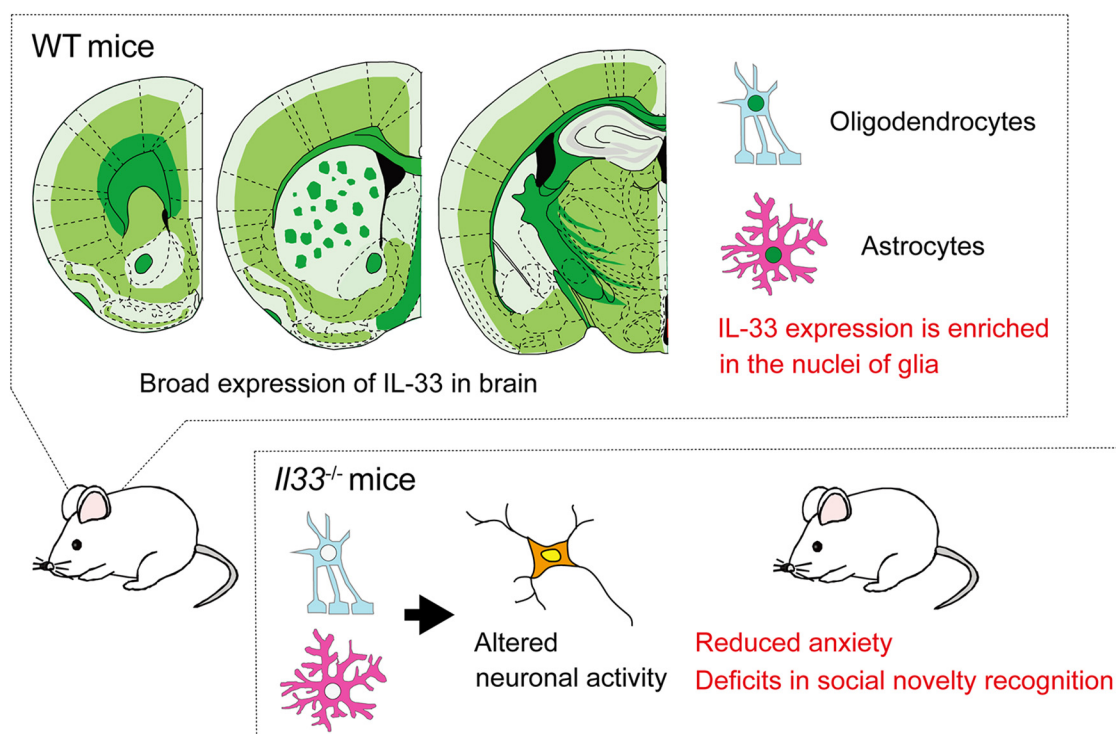 WT mice
Oligodendrocytes
Astrocytes
IL-33 expression is enriched
in the nuclei of glia
Broad expression of IL-33 in brain
Il33-/- mice
Altered
neuronal activity
Reduced anxiety
Deficits in social novelty recognition